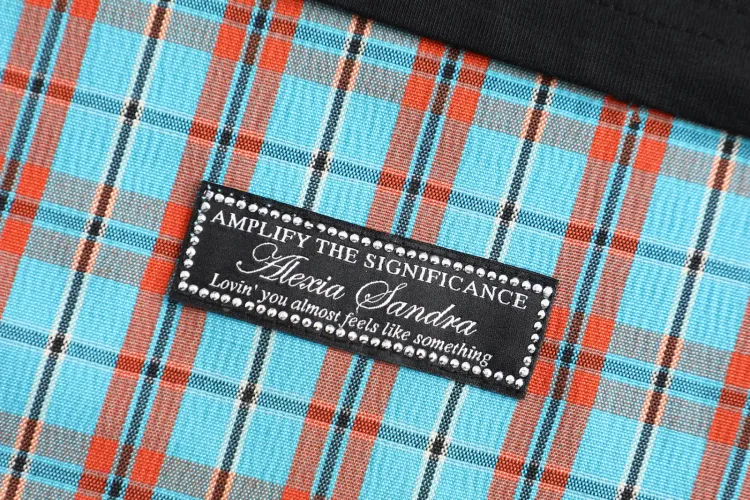 AMPLIFY THE SIGNIFICANCE
Alexia Sandra
Lovin' you almost feels like something